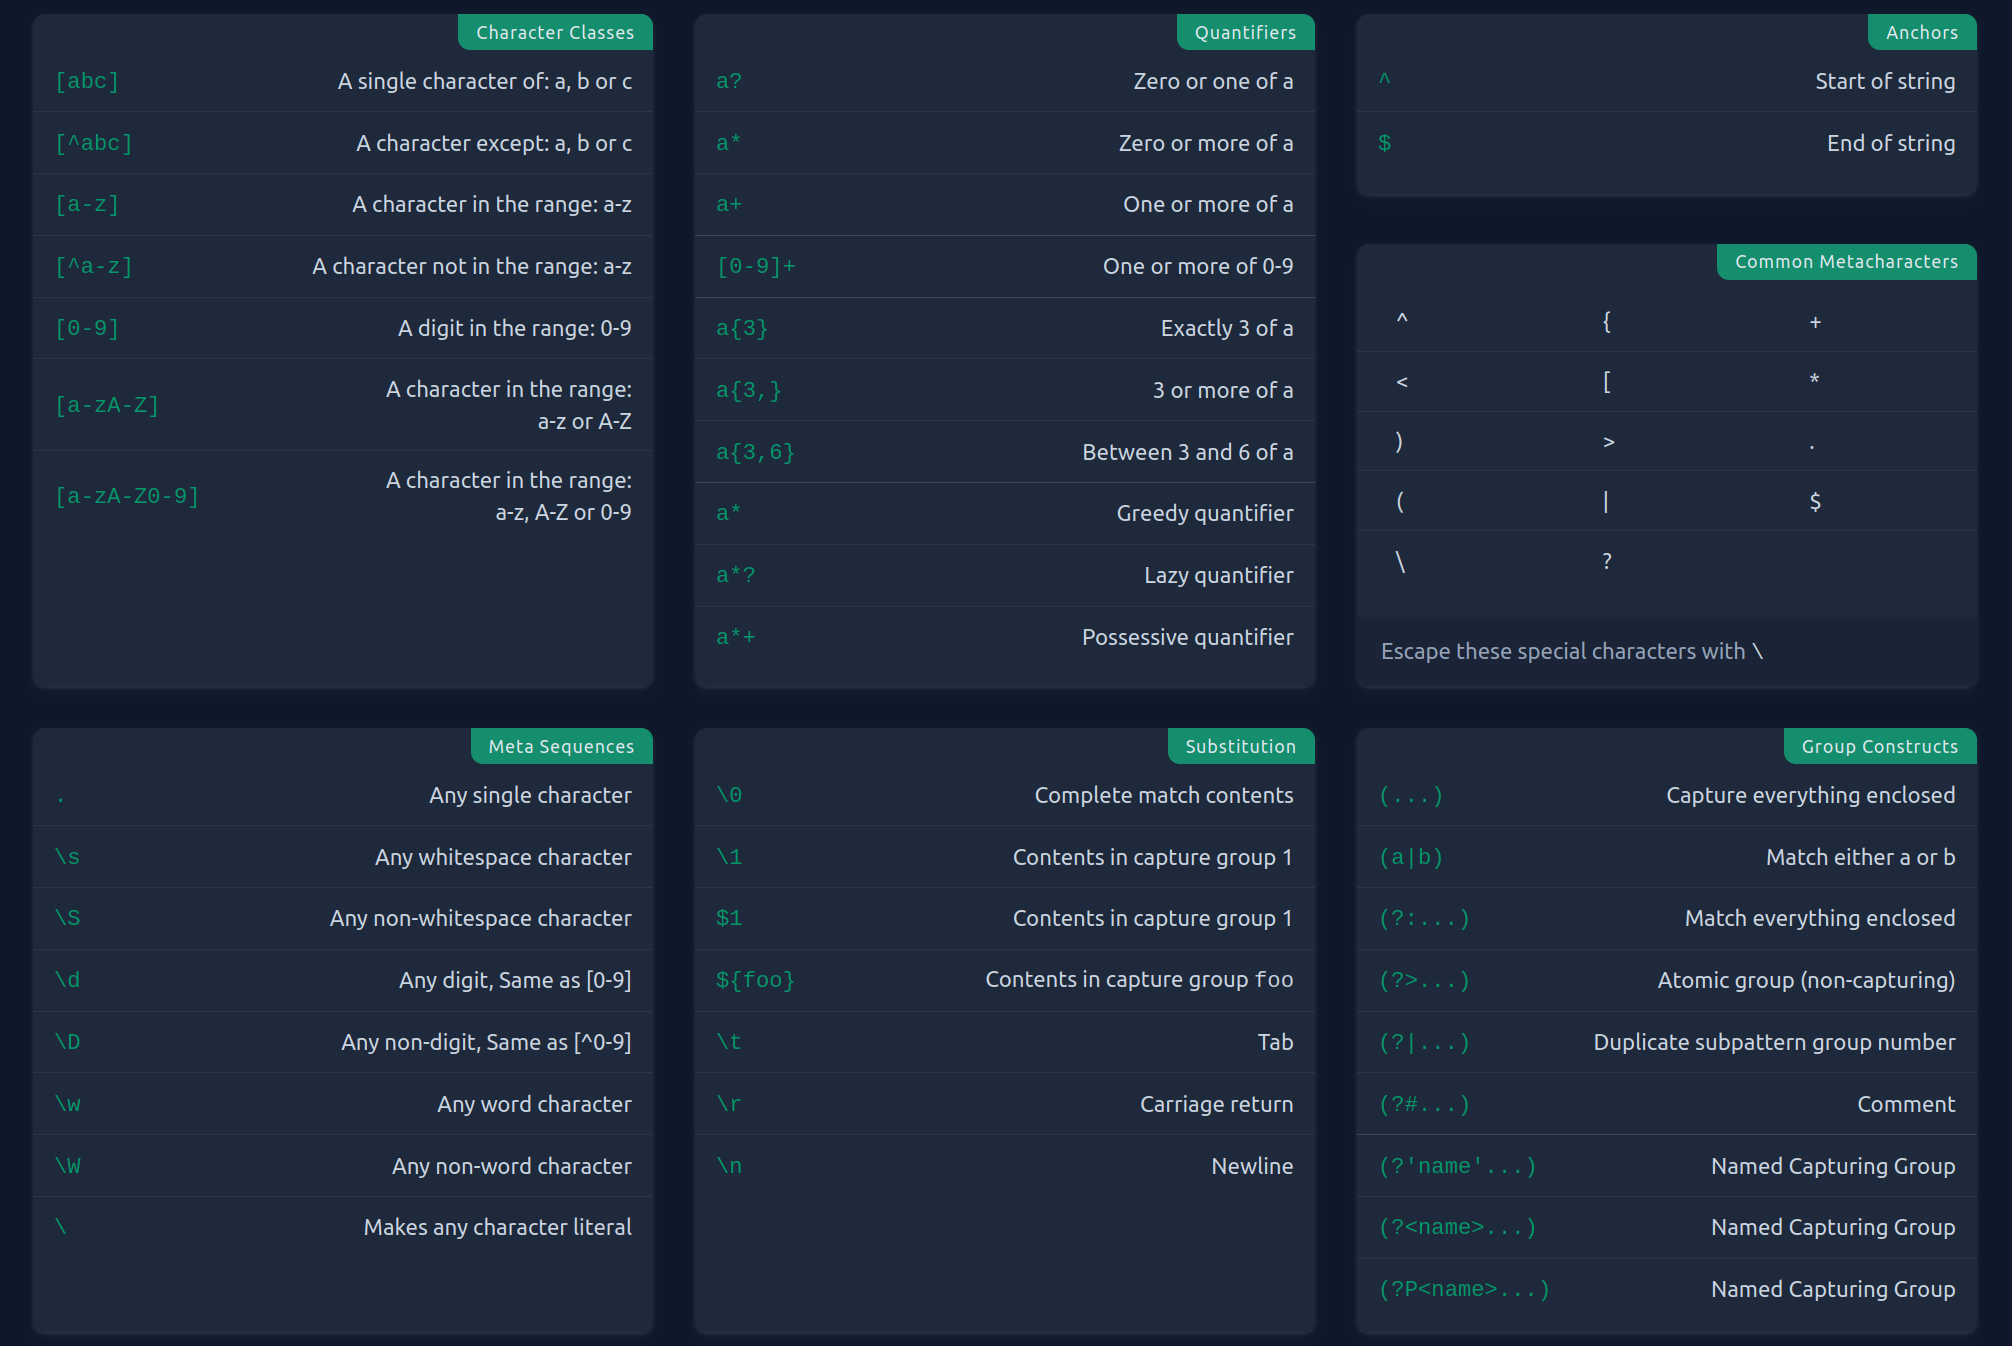 Character Classes
[abc] A single character of: a, b or c
[^abc] A character except: a, b or c
[a-z] A character in the range: a-z
[^a-z] A character not in the range: a-z
[0-9] A digit in the range: 0-9
[a-zA-Z] A character in the range:
a-z or A-Z
[a-zA-Z0-9] A character in the range:
a-z, A-Z or 0-9
Quantifiers
a? Zero or one of a
a* Zero or more of a
a+ One or more of a
[0-9]+ One or more of 0-9
a{3} Exactly 3 of a
a{3,} 3 or more of a
a{3,6} Between 3 and 6 of a
a* Greedy quantifier
a*? Lazy quantifier
a*+ Possessive quantifier
Anchors
^ Start of string
$ End of string
Common Metacharacters
^ { +
< [ *
) > .
( | $
\ ?
Escape these special characters with \
Meta Sequences
. Any single character
\s Any whitespace character
\S Any non-whitespace character
\d Any digit, Same as [0-9]
\D Any non-digit, Same as [^0-9]
\w Any word character
\W Any non-word character
\ Makes any character literal
Substitution
\0 Complete match contents
\1 Contents in capture group 1
$1 Contents in capture group 1
${foo} Contents in capture group foo
\t Tab
\r Carriage return
\n Newline
Group Constructs
(...) Capture everything enclosed
(a|b) Match either a or b
(?:...) Match everything enclosed
(?>...) Atomic group (non-capturing)
(?|...) Duplicate subpattern group number
(?#...) Comment
(?'name'...) Named Capturing Group
(?<name>...) Named Capturing Group
(?P<name>...) Named Capturing Group